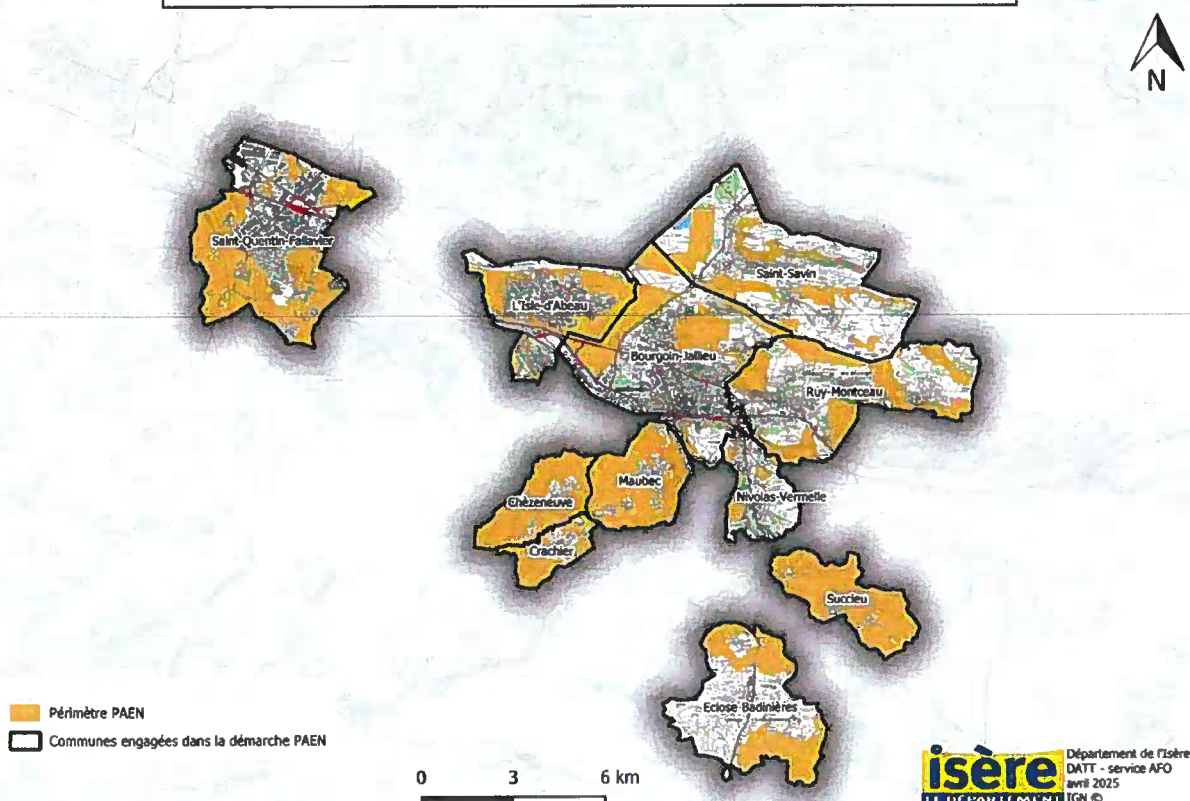 N
Saint-Quentin-Fallavier
Saint-Savin
L'Isle-d'Abeau
Bourgoin-Jallieu
Ruy-Montceau
Maubec
Chèzeneuve
Nivolas-Vermelle
Crachier
Succieu
Eclose-Badinières
Périmètre PAEN
Communes engagées dans la démarche PAEN
0 3 6 km
isère
LE DÉPARTEMENT
Département de l'Isère
DATT - service AFO
avril 2025
IGN ©